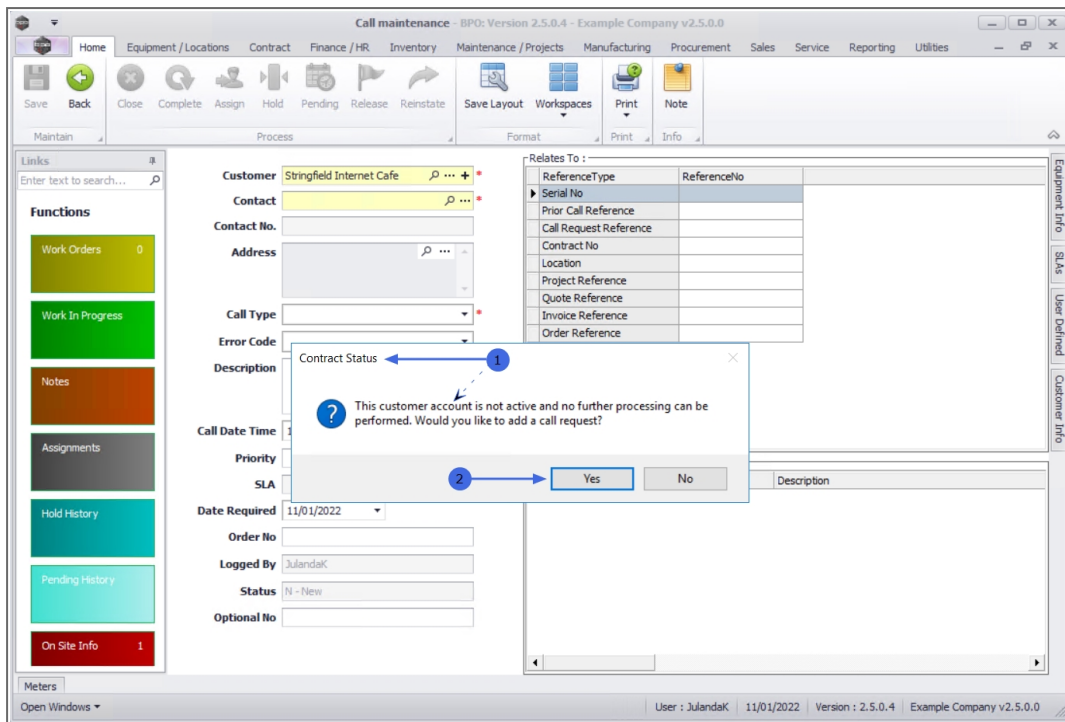 Call maintenance - BPO: Version 2.5.0.4 - Example Company v2.5.0.0
Home Equipment / Locations Contract Finance / HR Inventory Maintenance / Projects Manufacturing Procurement Sales Service Reporting Utilities
Save Back Close Complete Assign Hold Pending Release Reinstate Save Layout Workspaces Print Note
Maintain Process Format Print Info
Links
Enter text to search...
Functions
Work Orders 0
Work In Progress
Notes
Assignments
Hold History
Pending History
On Site Info 1
Customer Stringfield Internet Cafe *
Contact *
Contact No.
Address
Call Type *
Error Code
Description
Call Date Time 1
Priority
SLA
Date Required 11/01/2022
Order No
Logged By JulandaK
Status N - New
Optional No
Relates To :
ReferenceType ReferenceNo
Serial No
Prior Call Reference
Call Request Reference
Contract No
Location
Project Reference
Quote Reference
Invoice Reference
Order Reference
Contract Status
1
This customer account is not active and no further processing can be
performed. Would you like to add a call request?
2
Yes No
Description
Equipment Info
SLAs
User Defined
Customer Info
Meters
Open Windows
User : JulandaK 11/01/2022 Version : 2.5.0.4 Example Company v2.5.0.0